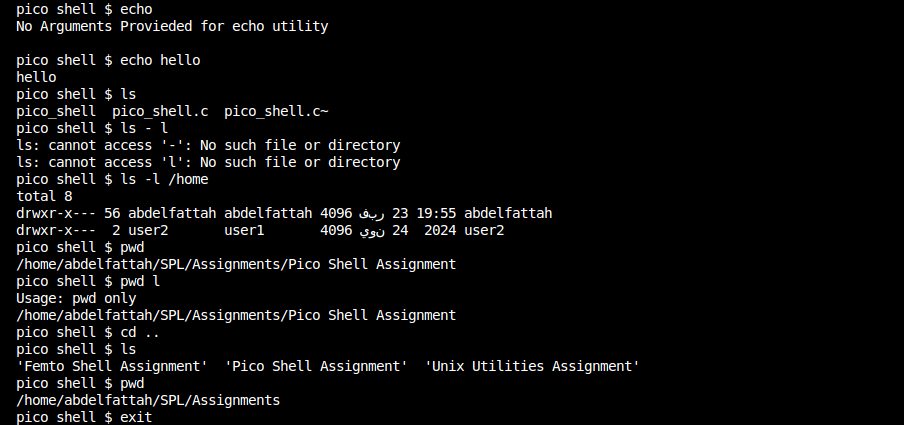 pico shell $ echo
No Arguments Provieded for echo utility
pico shell $ echo hello
hello
pico shell $ ls
pico_shell  pico_shell.c  pico_shell.c~
pico shell $ ls - l
ls: cannot access '-': No such file or directory
ls: cannot access 'l': No such file or directory
pico shell $ ls -l /home
total 8
drwxr-x--- 56 abdelfattah abdelfattah 4096 فبر 23 19:55 abdelfattah
drwxr-x---  2 user2       user1       4096 يون 24  2024 user2
pico shell $ pwd
/home/abdelfattah/SPL/Assignments/Pico Shell Assignment
pico shell $ pwd l
Usage: pwd only
/home/abdelfattah/SPL/Assignments/Pico Shell Assignment
pico shell $ cd ..
pico shell $ ls
'Femto Shell Assignment'  'Pico Shell Assignment'  'Unix Utilities Assignment'
pico shell $ pwd
/home/abdelfattah/SPL/Assignments
pico shell $ exit